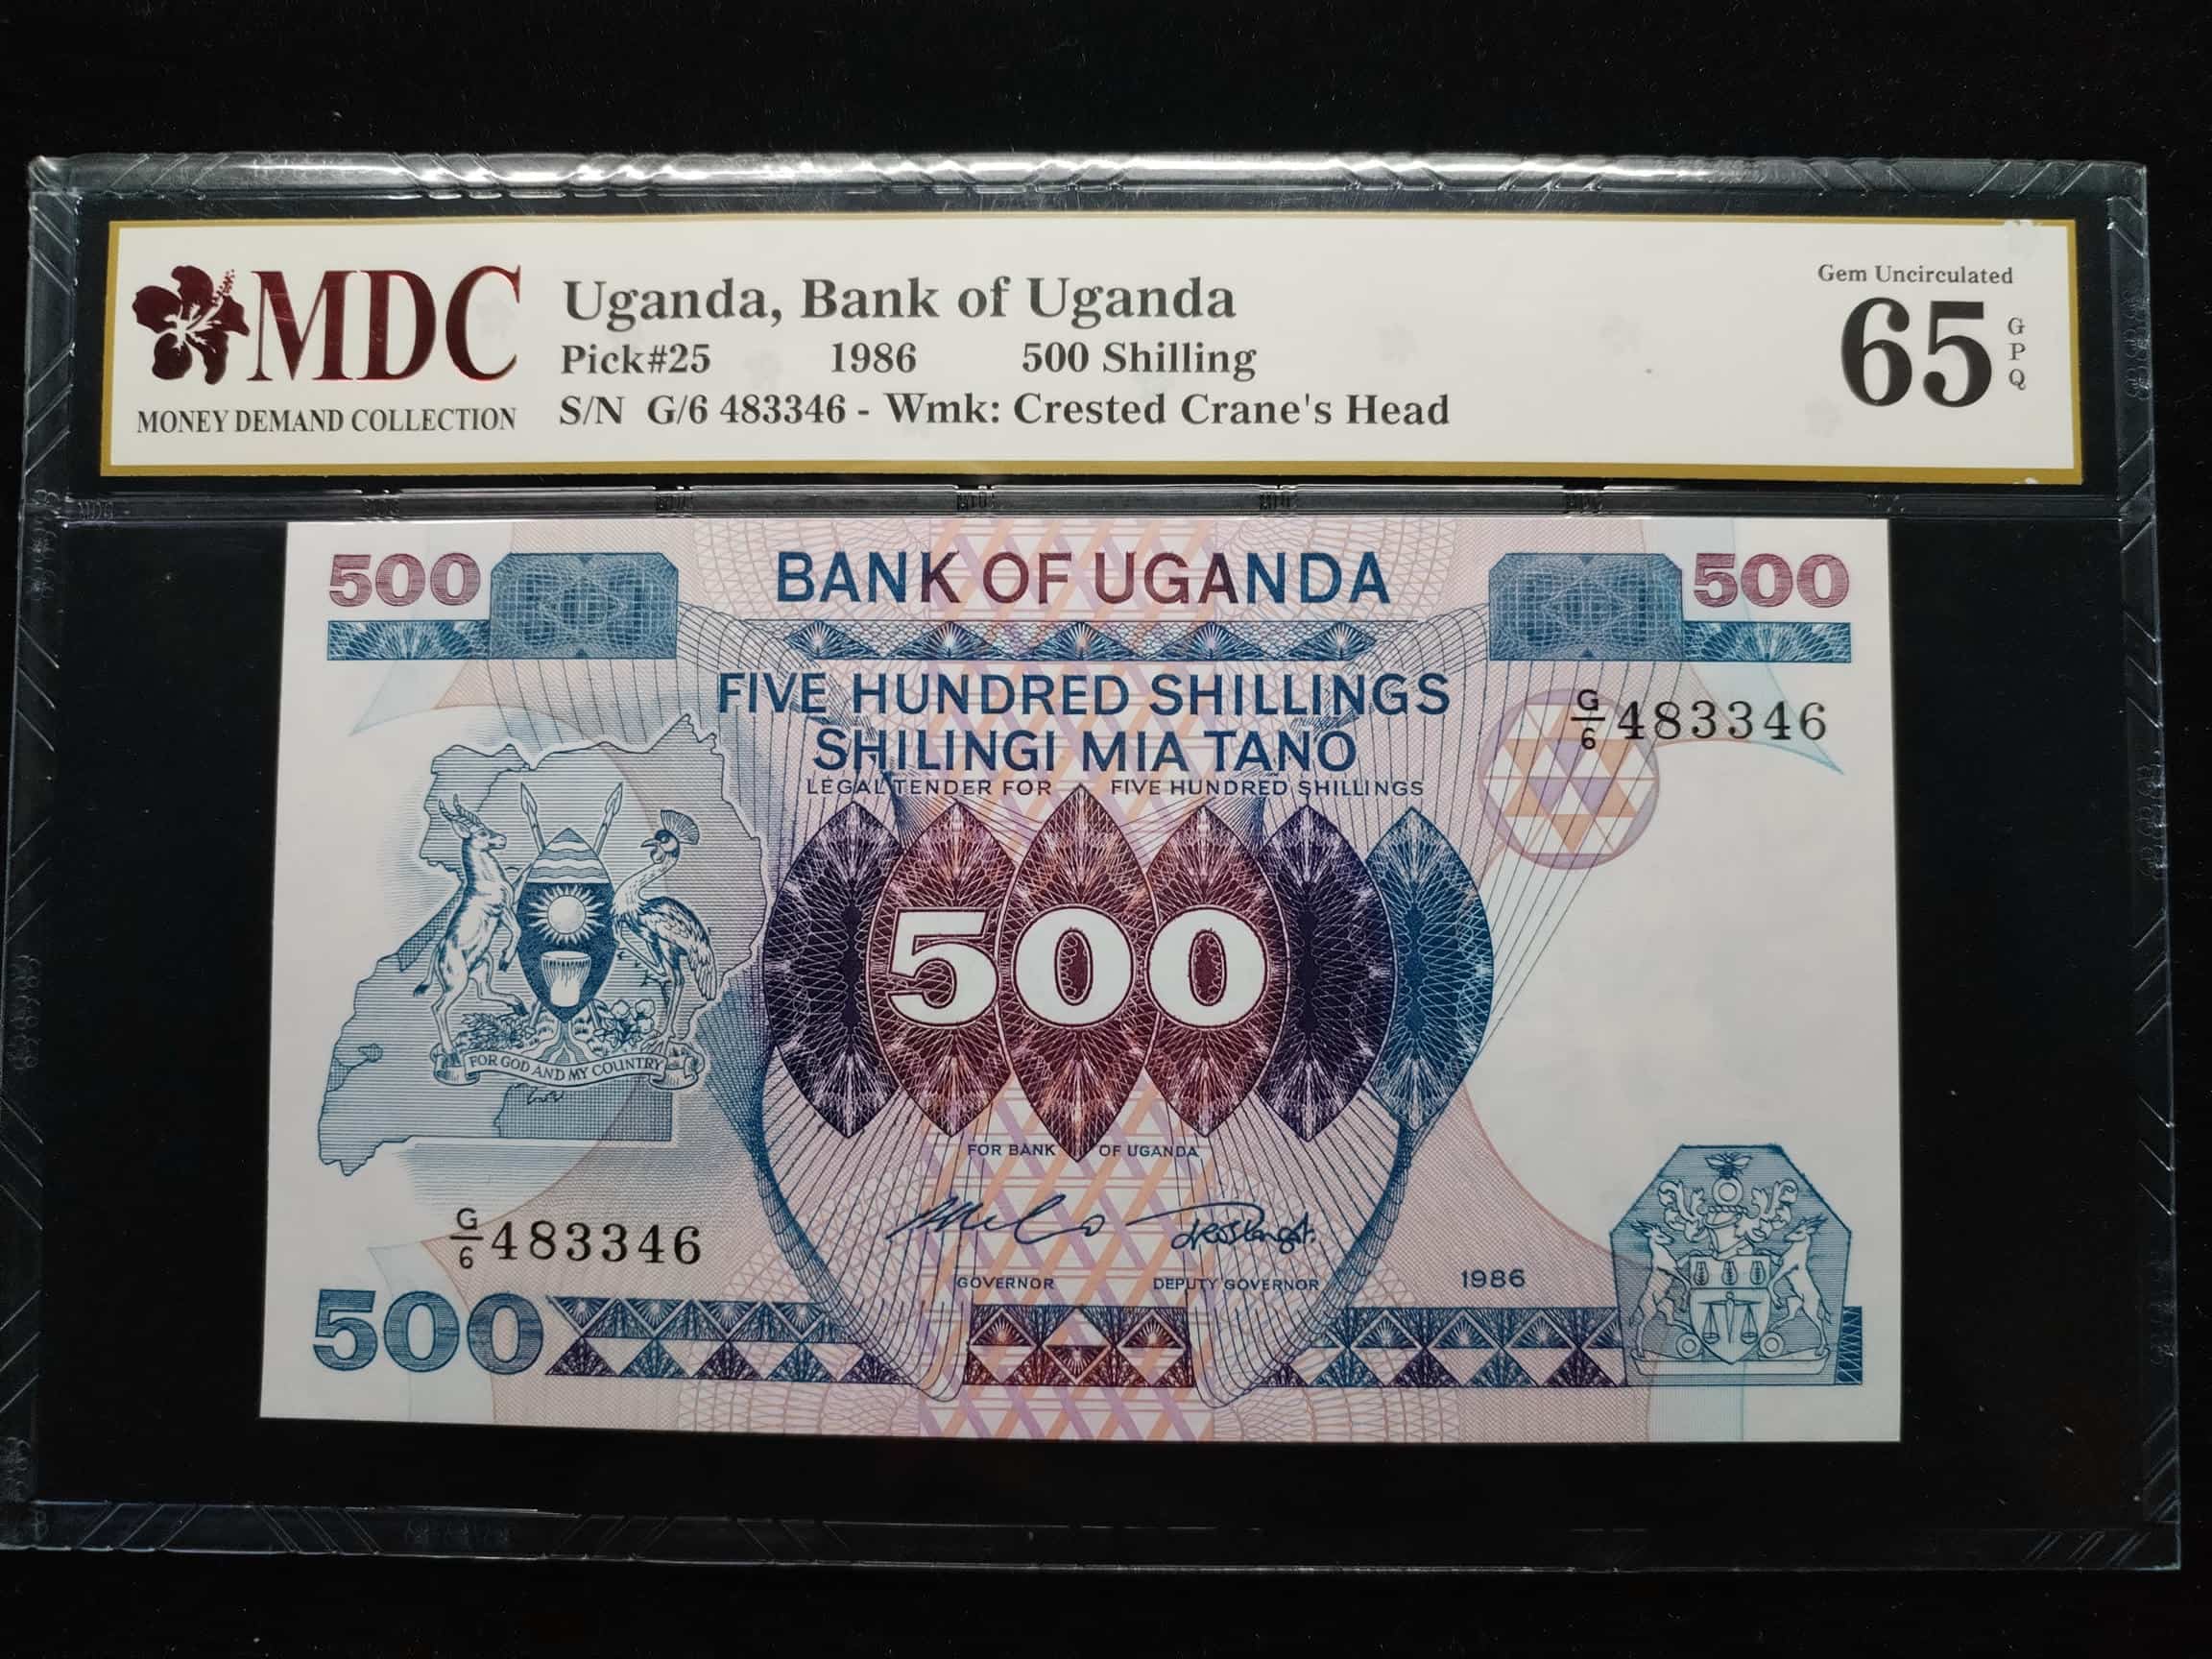 MDC
MONEY DEMAND COLLECTION
Uganda, Bank of Uganda
Pick#25 1986 500 Shilling
S/N G/6 483346 - Wmk: Crested Crane's Head
Gem Uncirculated
65
GPQ
500 BANK OF UGANDA 500
FIVE HUNDRED SHILLINGS
SHILINGI MIA TANO
LEGAL TENDER FOR FIVE HUNDRED SHILLINGS
G/6 483346
500
FOR GOD AND MY COUNTRY
FOR BANK OF UGANDA
G/6 483346
GOVERNOR DEPUTY GOVERNOR 1986
500